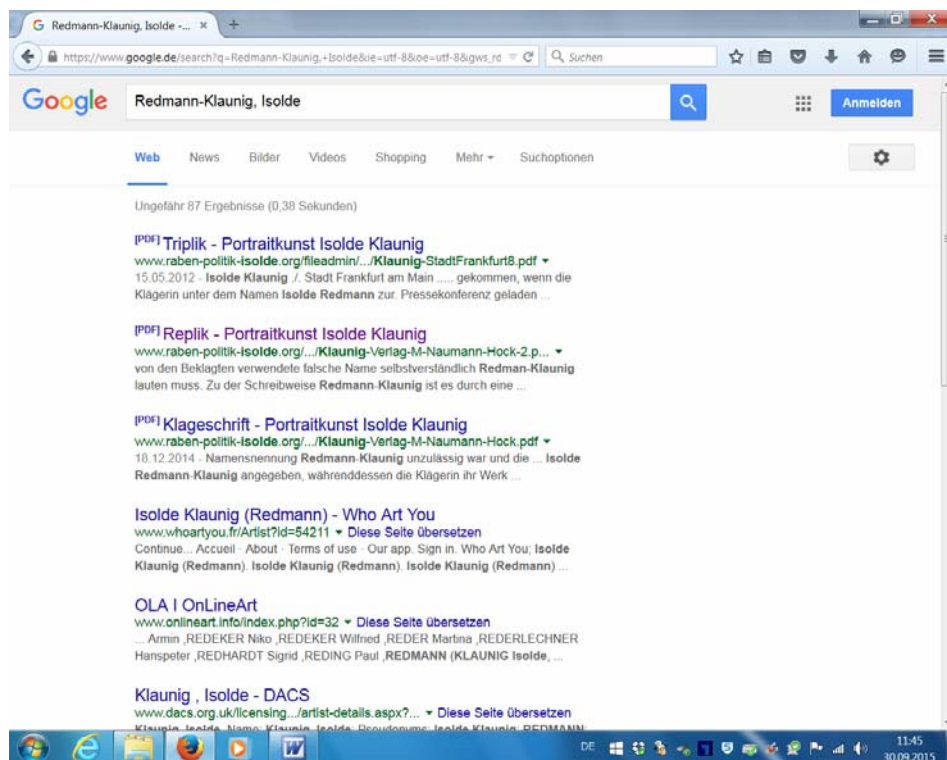 Redmann-Klaunig, Isolde -...
https://www.google.de/search?q=Redmann-Klaunig,+Isolde&ie=utf-8&oe=utf-8&gws_rd
Suchen
Google
Redmann-Klaunig, Isolde
Anmelden
Web News Bilder Videos Shopping Mehr Suchoptionen
Ungefähr 87 Ergebnisse (0,38 Sekunden)
[PDF] Triplik - Portraitkunst Isolde Klaunig
www.raben-politik-isolde.org/fileadmin/.../Klaunig-StadtFrankfurt8.pdf
15.05.2012 - Isolde Klaunig ./. Stadt Frankfurt am Main ..... gekommen, wenn die
Klägerin unter dem Namen Isolde Redmann zur. Pressekonferenz geladen ...
[PDF] Replik - Portraitkunst Isolde Klaunig
www.raben-politik-isolde.org/.../Klaunig-Verlag-M-Naumann-Hock-2.p...
von den Beklagten verwendete falsche Name selbstverständlich Redman-Klaunig
lauten muss. Zu der Schreibweise Redmann-Klaunig ist es durch eine ...
[PDF] Klageschrift - Portraitkunst Isolde Klaunig
www.raben-politik-isolde.org/.../Klaunig-Verlag-M-Naumann-Hock.pdf
18.12.2014 - Namensnennung Redmann-Klaunig unzulässig war und die ... Isolde
Redmann-Klaunig angegeben, währenddessen die Klägerin ihr Werk ...
Isolde Klaunig (Redmann) - Who Art You
www.whoartyou.fr/Artist?id=54211 Diese Seite übersetzen
Continue... Accueil · About · Terms of use · Our app. Sign in. Who Art You; Isolde
Klaunig (Redmann). Isolde Klaunig (Redmann). Isolde Klaunig (Redmann) ...
OLA I OnLineArt
www.onlineart.info/index.php?id=32 Diese Seite übersetzen
... Armin ,REDEKER Niko ,REDEKER Wilfried ,REDER Martina ,REDERLECHNER
Hanspeter ,REDHARDT Sigrid ,REDING Paul ,REDMANN (KLAUNIG Isolde, ...
Klaunig , Isolde - DACS
www.dacs.org.uk/licensing.../artist-details.aspx?... Diese Seite übersetzen
Klaunig, Isolde. Name: Klaunig, Isolde; Pseudonyms: Isolde Klaunig; REDMANN;
DE
11:45
30.09.2015